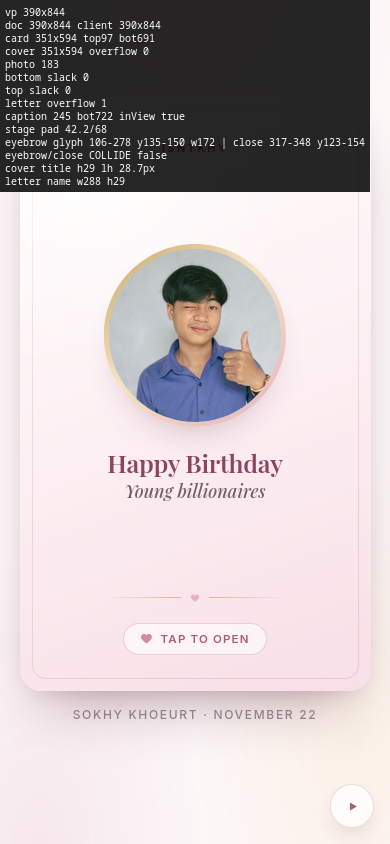 vp 390x844
doc 390x844 client 390x844
card 351x594 top97 bot691
cover 351x594 overflow 0
photo 183
bottom slack 0
top slack 0
letter overflow 1
caption 245 bot722 inView true
stage pad 42.2/68
eyebrow glyph 106-278 y135-150 w172 | close 317-348 y123-154
eyebrow/close COLLIDE false
cover title h29 lh 28.7px
letter name w288 h29
Happy Birthday
Young billionaires
TAP TO OPEN
SOKHY KHOEURT · NOVEMBER 22